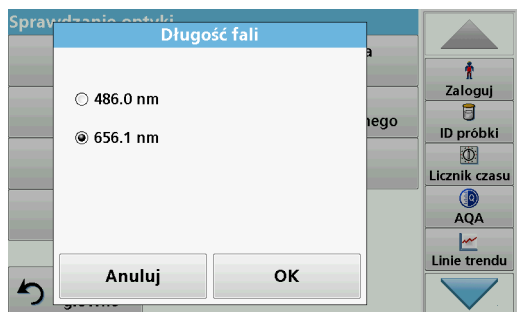 Długość fali
486.0 nm
656.1 nm
Anuluj
OK
Zaloguj
ID próbki
Licznik czasu
AQA
Linie trendu